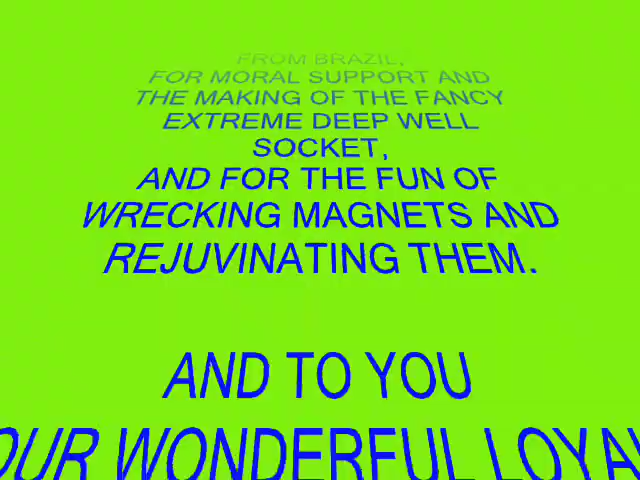 FROM BRAZIL,
FOR MORAL SUPPORT AND
THE MAKING OF THE FANCY
EXTREME DEEP WELL
SOCKET,
AND FOR THE FUN OF
WRECKING MAGNETS AND
REJUVINATING THEM.
AND TO YOU
OUR WONDERFUL